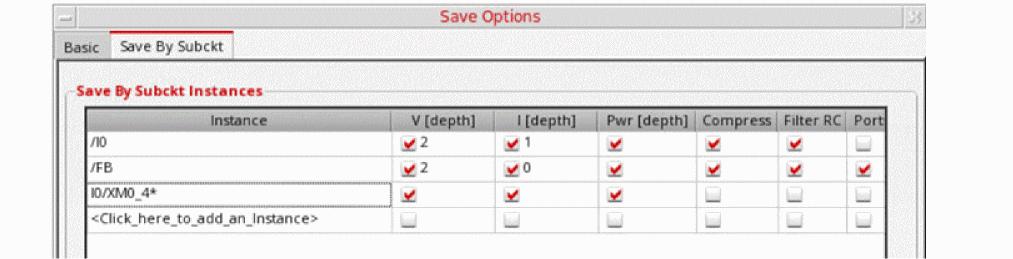 Save Options
Basic Save By Subckt
Save By Subckt Instances
Instance V [depth] I [depth] Pwr [depth] Compress Filter RC Port
/I0 2 1
/FB 2 0
I0/XM0_4*
<Click_here_to_add_an_Instance>